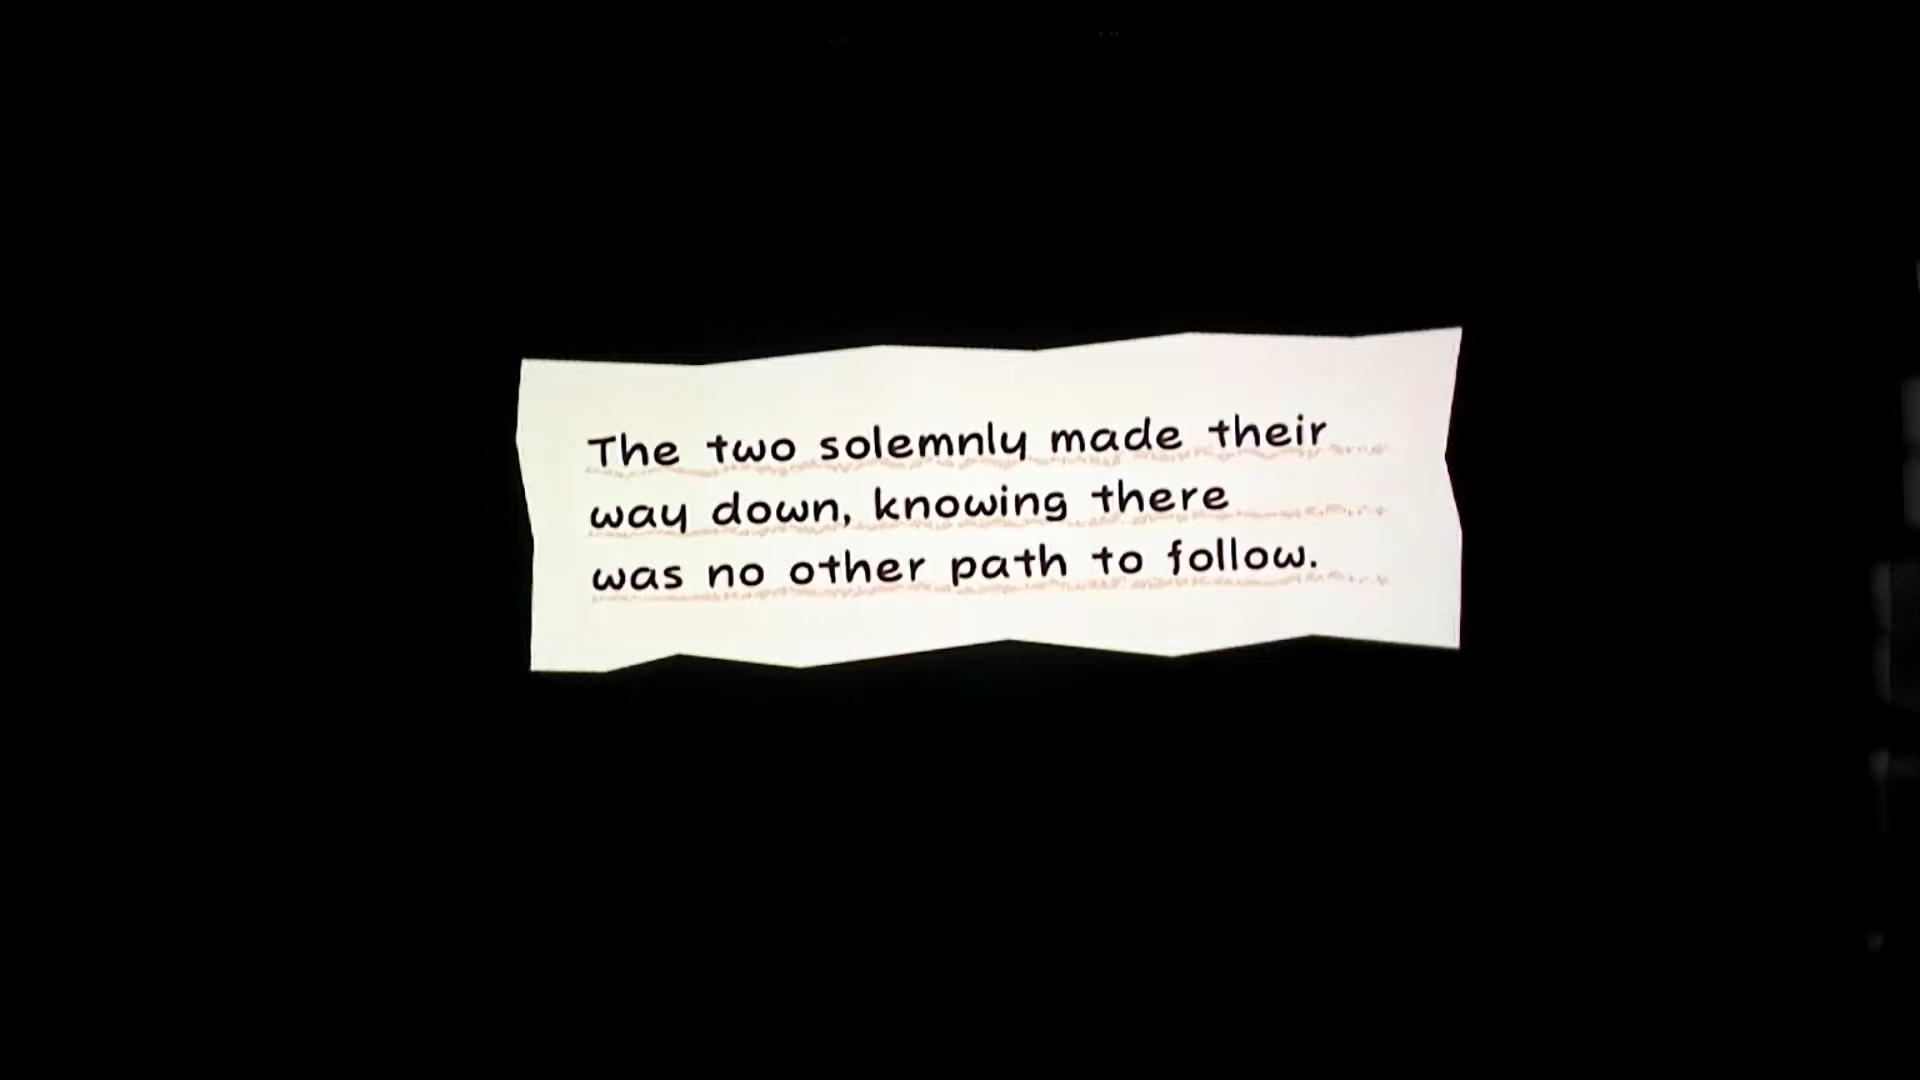 The two solemnly made their
way down, knowing there
was no other path to follow.